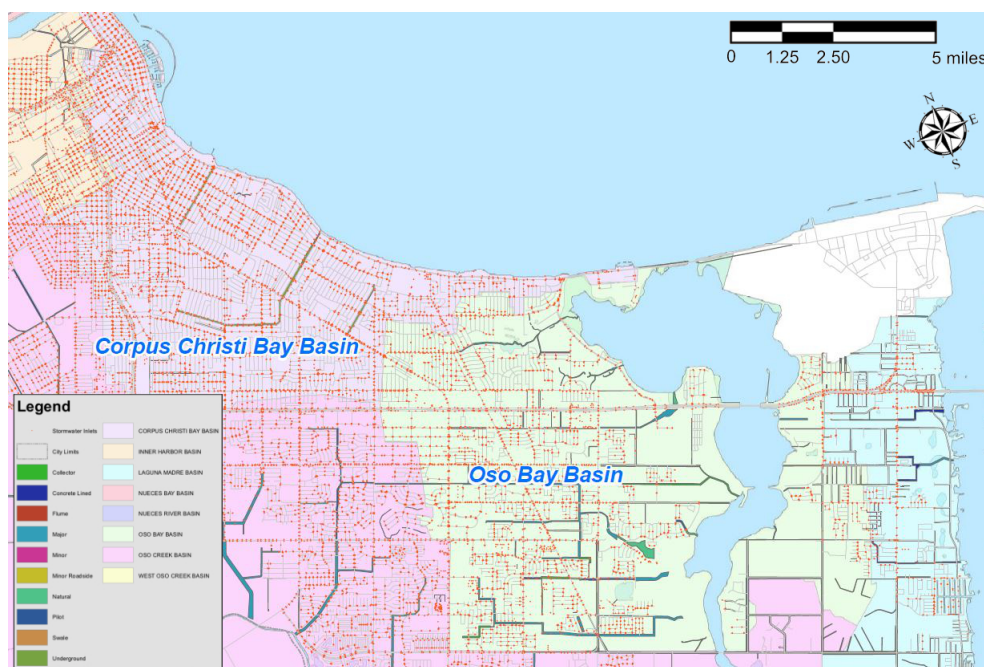 0 1.25 2.50 5 miles
N
W E
S
Corpus Christi Bay Basin
Oso Bay Basin
Legend
Stormwater Inlets
City Limits
Collector
Concrete Lined
Flume
Major
Minor
Minor Roadside
Natural
Pilot
Swale
Underground
CORPUS CHRISTI BAY BASIN
INNER HARBOR BASIN
LAGUNA MADRE BASIN
NUECES BAY BASIN
NUECES RIVER BASIN
OSO BAY BASIN
OSO CREEK BASIN
WEST OSO CREEK BASIN